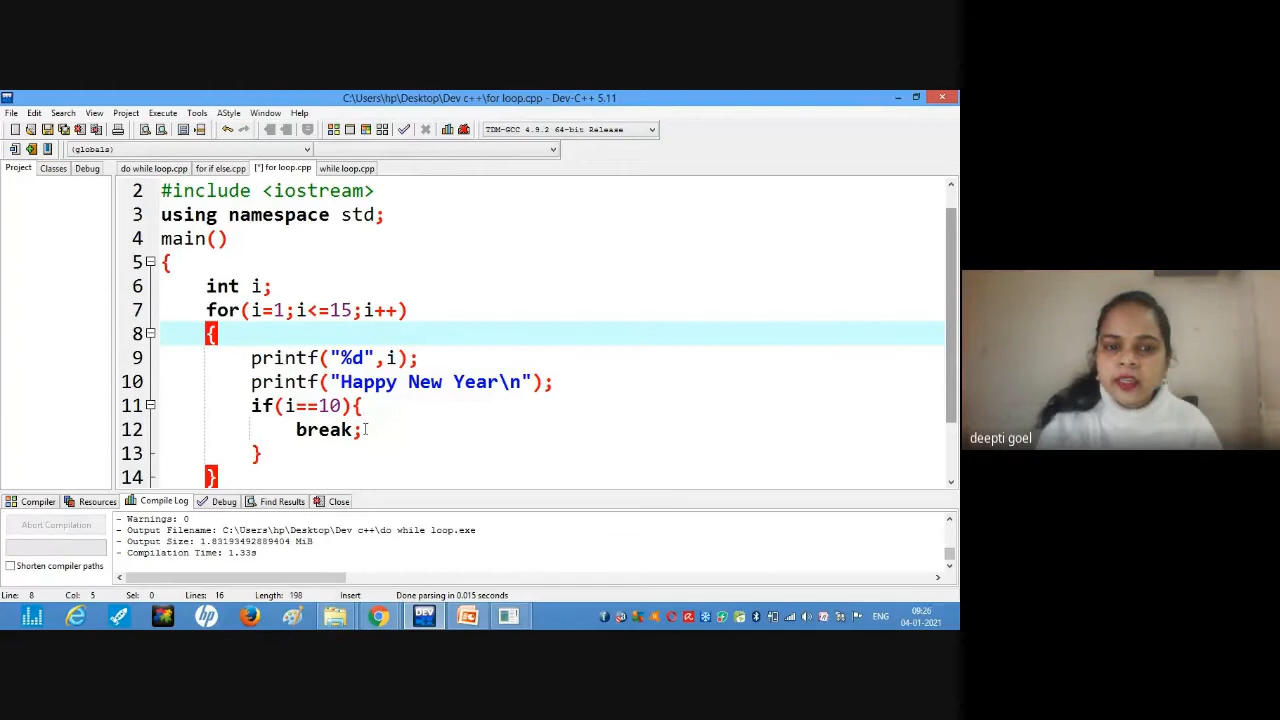 C:\Users\hp\Desktop\Dev c++\for loop.cpp - Dev-C++ 5.11
File Edit Search View Project Execute Tools AStyle Window Help
TDM-GCC 4.9.2 64-bit Release
(globals)
Project Classes Debug do while loop.cpp for if else.cpp [*] for loop.cpp while loop.cpp
2 #include <iostream>
3 using namespace std;
4 main()
5 {
6 int i;
7 for(i=1;i<=15;i++)
8 {
9 printf("%d",i);
10 printf("Happy New Year\n");
11 if(i==10){
12 break;
13 }
14 }
deepti goel
Compiler Resources Compile Log Debug Find Results Close
Abort Compilation
Shorten compiler paths
- Warnings: 0
- Output Filename: C:\Users\hp\Desktop\Dev c++\do while loop.exe
- Output Size: 1.83193492889404 MiB
- Compilation Time: 1.33s
Line: 8 Col: 5 Sel: 0 Lines: 16 Length: 198 Insert Done parsing in 0.015 seconds
DEV
ENG
09:26
04-01-2021